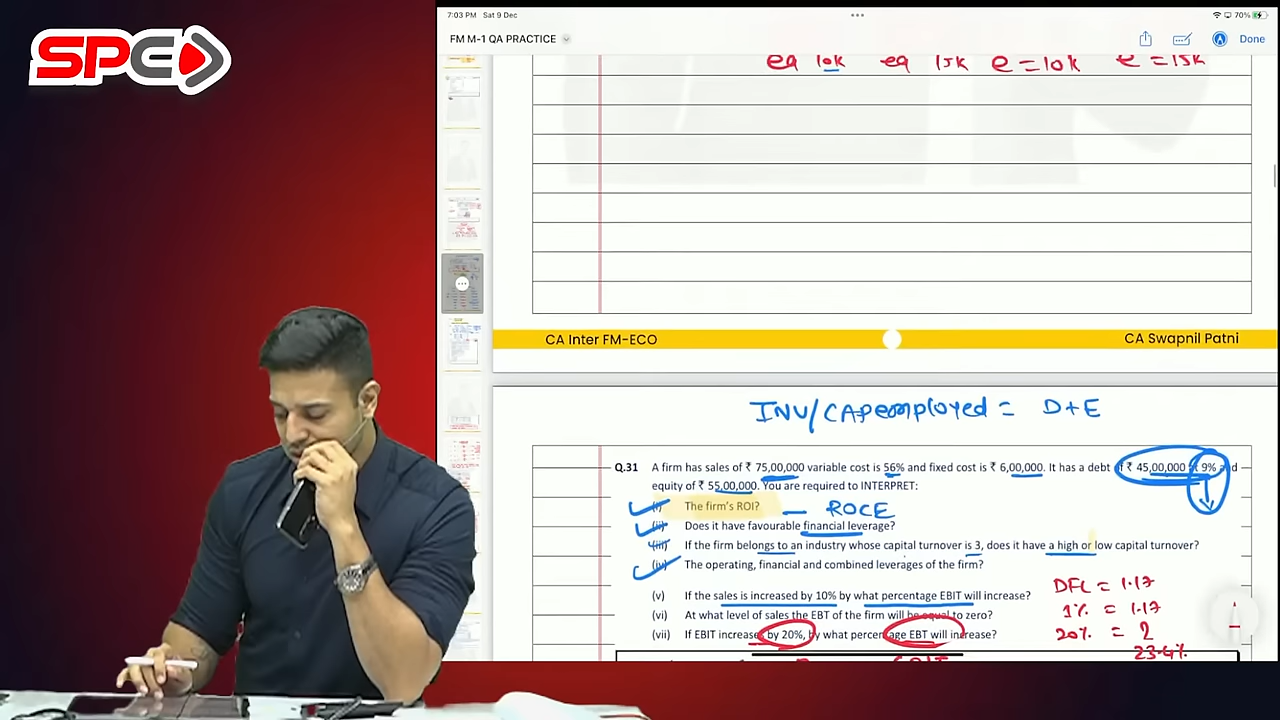 SPC
7:03 PM Sat 9 Dec
70%
FM M-1 QA PRACTICE
Done
eq 10k eq 15k e=10k e=15k
CA Inter FM-ECO
CA Swapnil Patni
INV/CAPemployed = D+E
Q.31 A firm has sales of ₹ 75,00,000 variable cost is 56% and fixed cost is ₹ 6,00,000. It has a debt of ₹ 45,00,000 at 9% and
equity of ₹ 55,00,000. You are required to INTERPRET:
(i) The firm's ROI? — ROCE
(ii) Does it have favourable financial leverage?
(iii) If the firm belongs to an industry whose capital turnover is 3, does it have a high or low capital turnover?
(iv) The operating, financial and combined leverages of the firm?
DFL = 1.17
(v) If the sales is increased by 10% by what percentage EBIT will increase?
1% = 1.17
(vi) At what level of sales the EBT of the firm will be equal to zero?
20% = ?
(vii) If EBIT increases by 20%, by what percentage EBT will increase?
23.4%